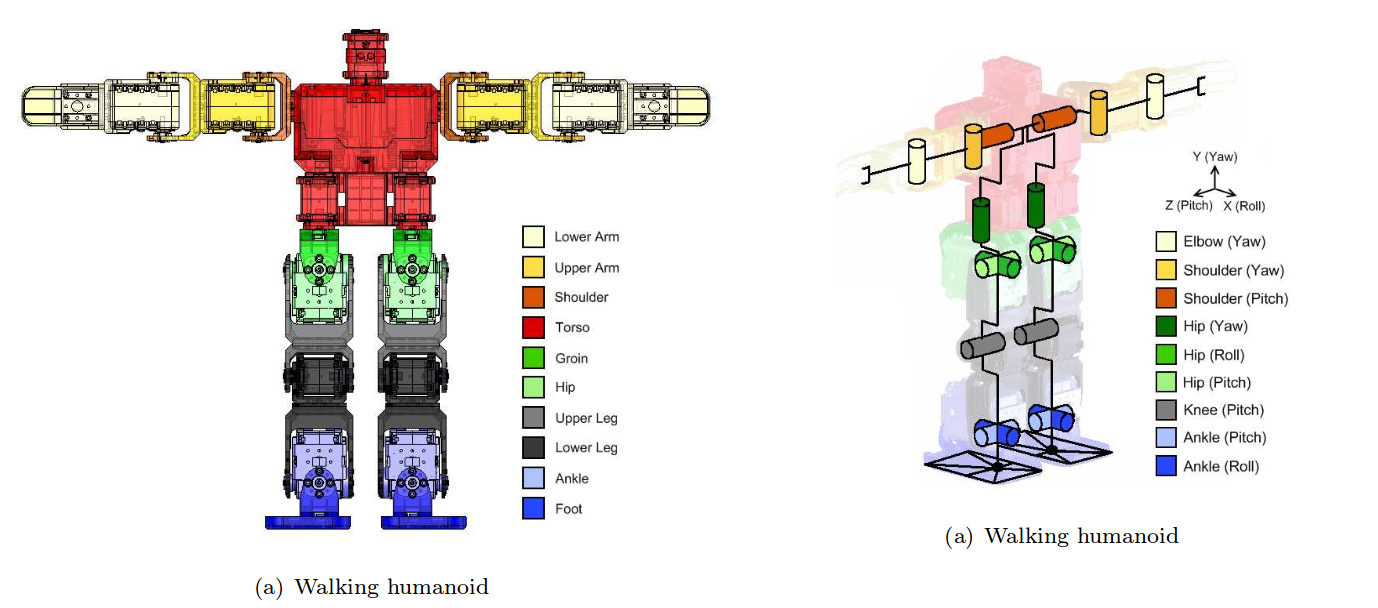 Lower Arm
Upper Arm
Shoulder
Torso
Groin
Hip
Upper Leg
Lower Leg
Ankle
Foot
(a) Walking humanoid
Y (Yaw)
Z (Pitch) X (Roll)
Elbow (Yaw)
Shoulder (Yaw)
Shoulder (Pitch)
Hip (Yaw)
Hip (Roll)
Hip (Pitch)
Knee (Pitch)
Ankle (Pitch)
Ankle (Roll)
(a) Walking humanoid